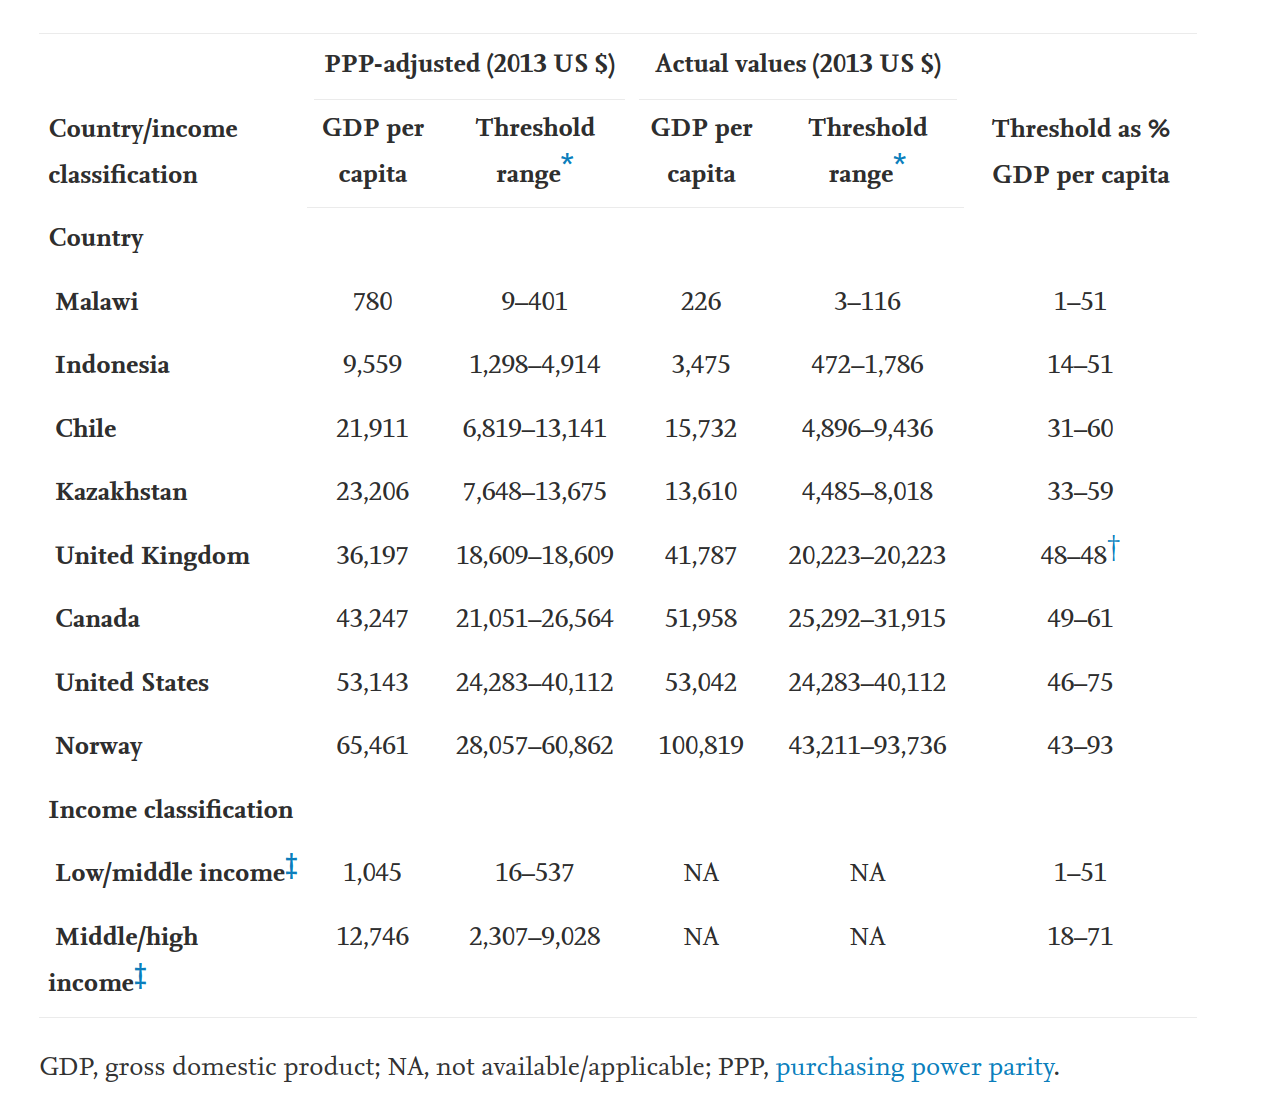 PPP-adjusted (2013 US $) Actual values (2013 US $)
Country/income classification GDP per capita Threshold range* GDP per capita Threshold range* Threshold as % GDP per capita
Country
Malawi 780 9–401 226 3–116 1–51
Indonesia 9,559 1,298–4,914 3,475 472–1,786 14–51
Chile 21,911 6,819–13,141 15,732 4,896–9,436 31–60
Kazakhstan 23,206 7,648–13,675 13,610 4,485–8,018 33–59
United Kingdom 36,197 18,609–18,609 41,787 20,223–20,223 48–48†
Canada 43,247 21,051–26,564 51,958 25,292–31,915 49–61
United States 53,143 24,283–40,112 53,042 24,283–40,112 46–75
Norway 65,461 28,057–60,862 100,819 43,211–93,736 43–93
Income classification
Low/middle income‡ 1,045 16–537 NA NA 1–51
Middle/high income‡ 12,746 2,307–9,028 NA NA 18–71
GDP, gross domestic product; NA, not available/applicable; PPP, purchasing power parity.